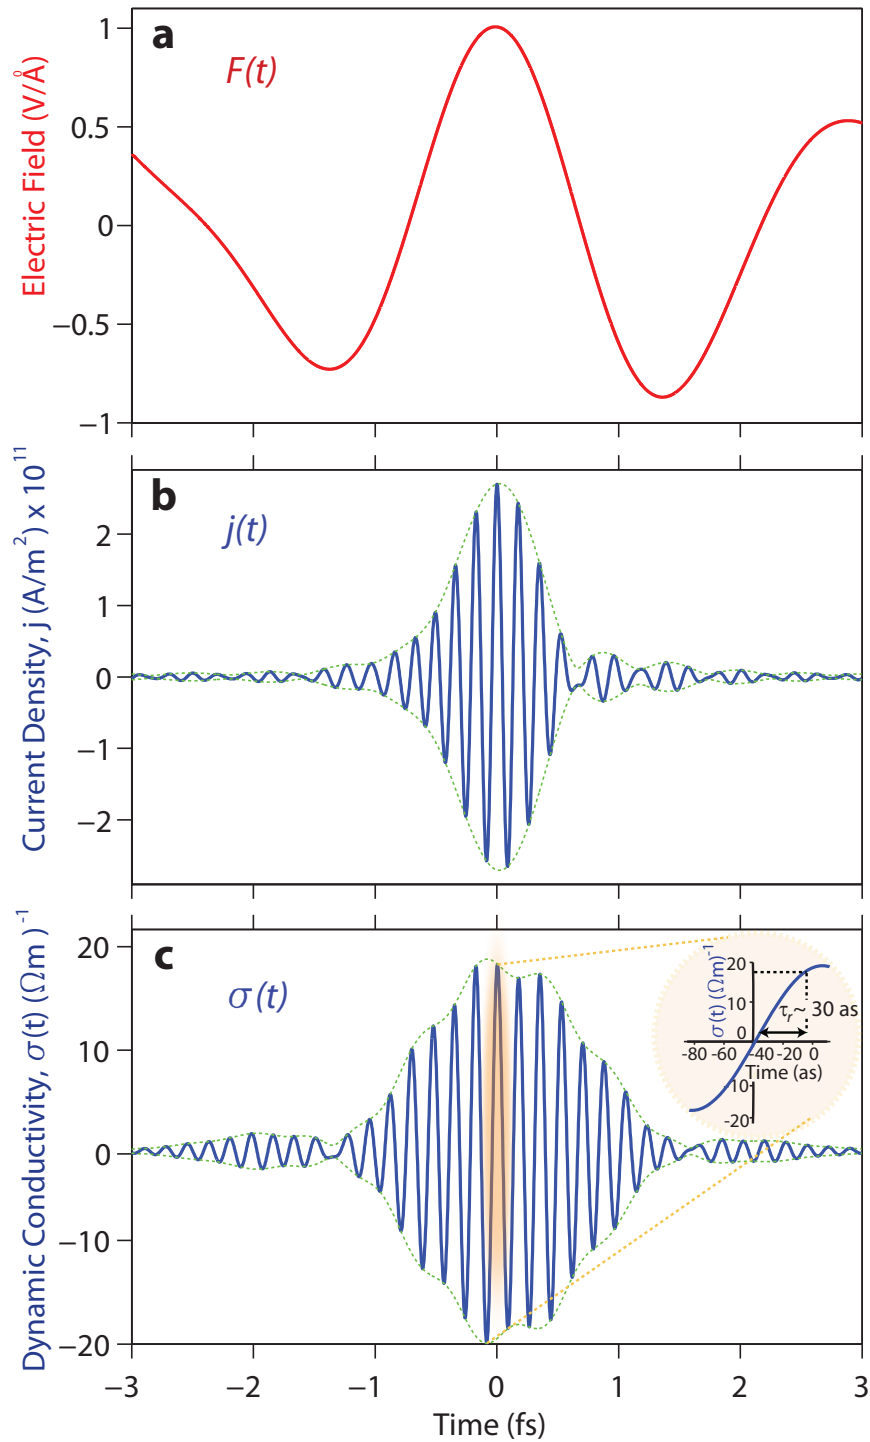 a
F(t)
Electric Field (V/Å)
1
0.5
0
−0.5
−1
b
j(t)
Current Density, j (A/m²) x 10¹¹
2
1
0
−1
−2
c
σ(t)
Dynamic Conductivity, σ(t) (Ωm)⁻¹
20
10
0
−10
−20
σ(t) (Ωm)⁻¹
20
10
0
-10
-20
τᵣ~ 30 as
-80 -60 -40 -20 0
Time (as)
−3 −2 −1 0 1 2 3
Time (fs)